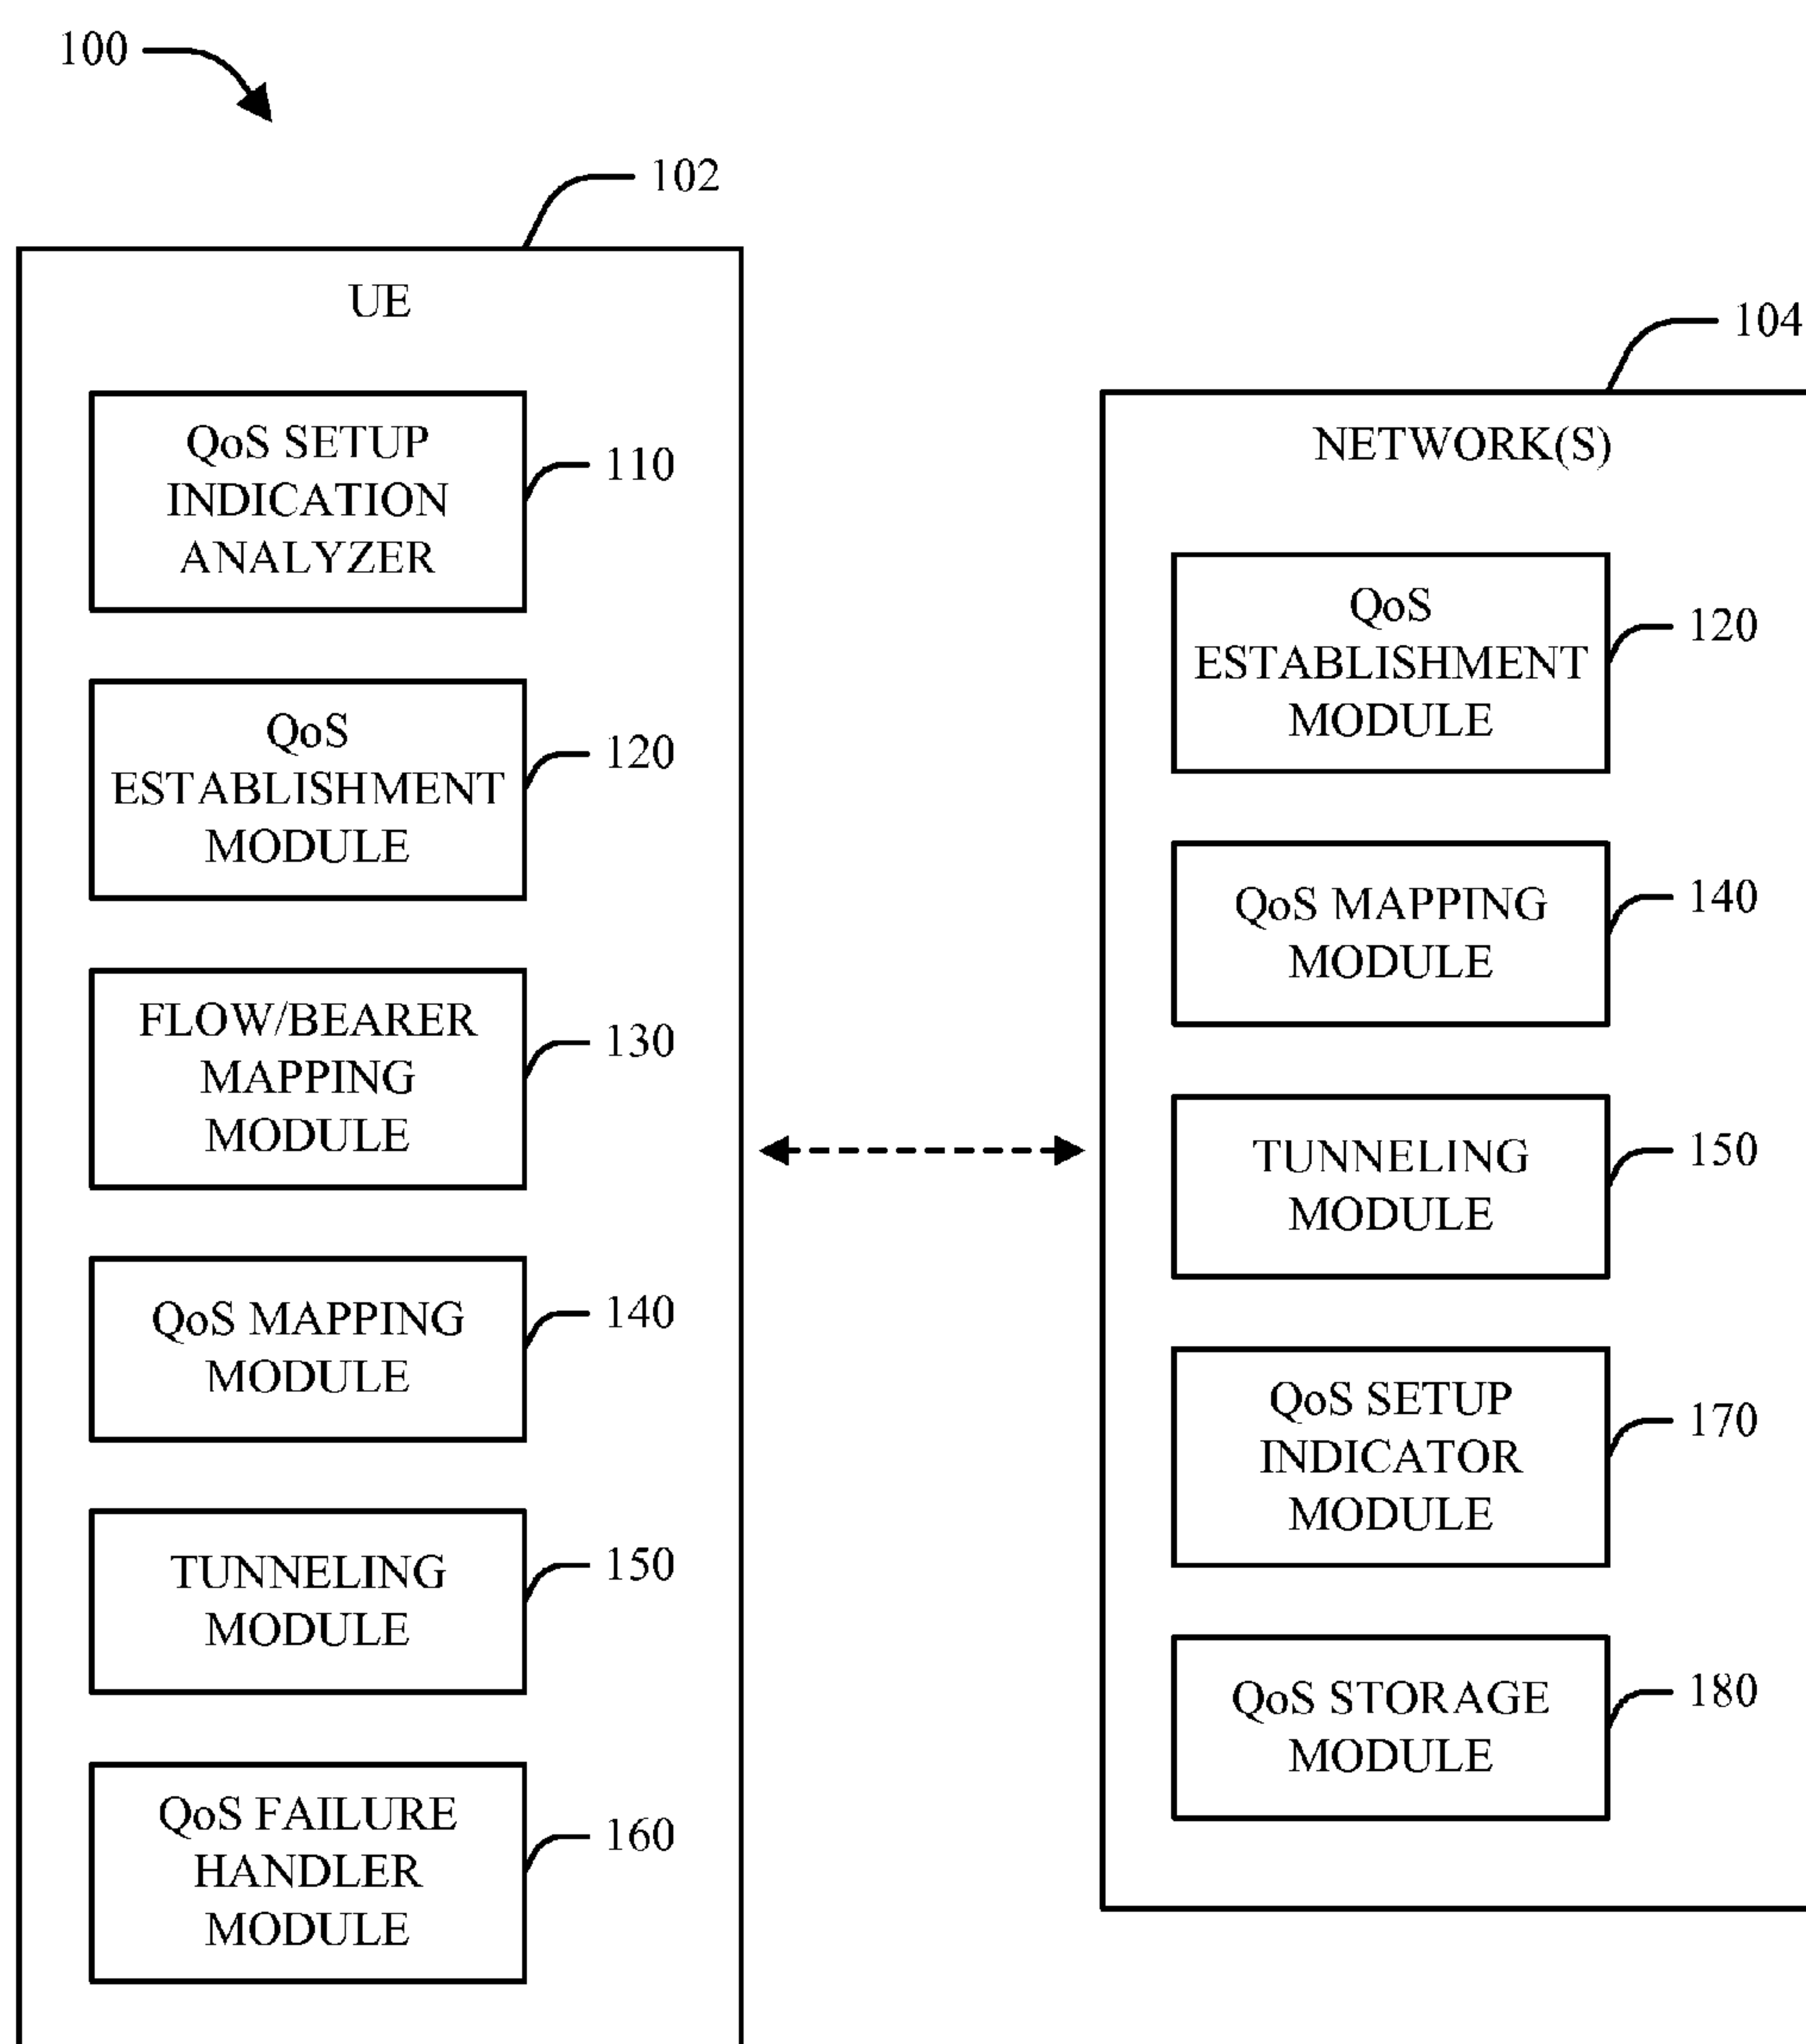 100
102
UE
QoS SETUP
INDICATION
ANALYZER
110
QoS
ESTABLISHMENT
MODULE
120
FLOW/BEARER
MAPPING
MODULE
130
QoS MAPPING
MODULE
140
TUNNELING
MODULE
150
QoS FAILURE
HANDLER
MODULE
160
104
NETWORK(S)
QoS
ESTABLISHMENT
MODULE
120
QoS MAPPING
MODULE
140
TUNNELING
MODULE
150
QoS SETUP
INDICATOR
MODULE
170
QoS STORAGE
MODULE
180